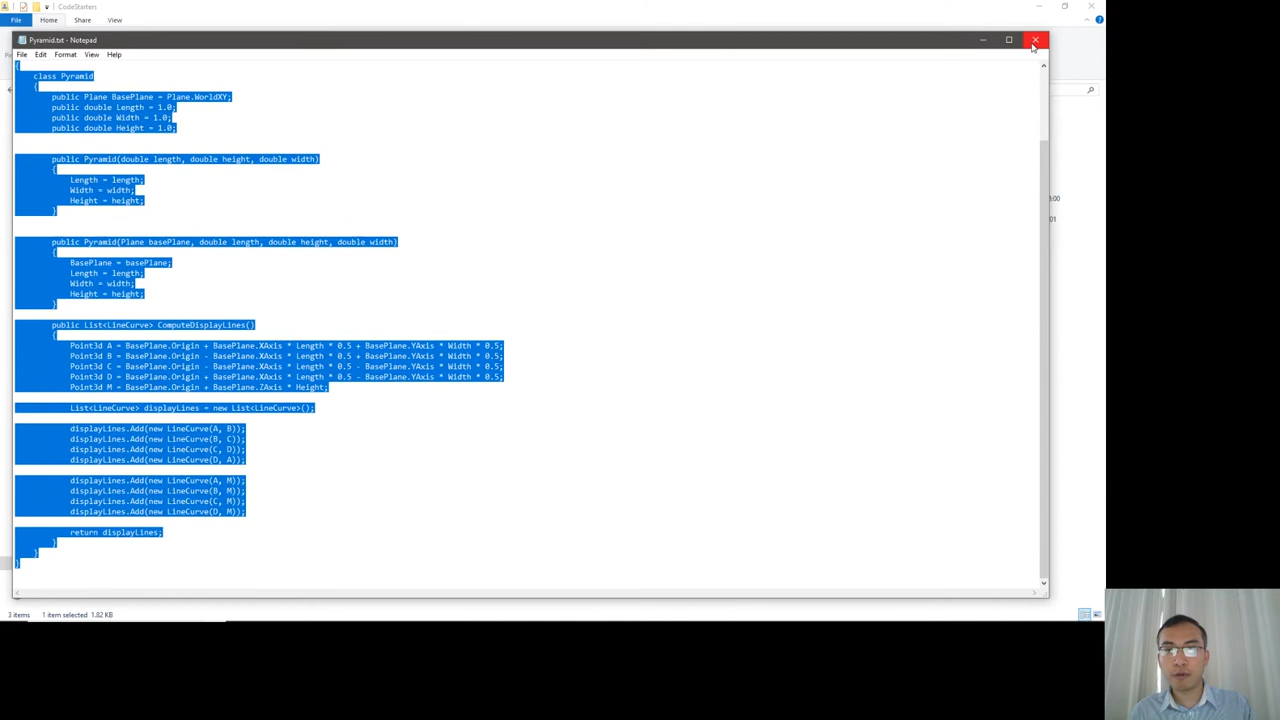 CodeStarters
File Home Share View
Pyramid.txt - Notepad
File Edit Format View Help
{
class Pyramid
{
public Plane BasePlane = Plane.WorldXY;
public double Length = 1.0;
public double Width = 1.0;
public double Height = 1.0;
public Pyramid(double length, double height, double width)
{
Length = length;
Width = width;
Height = height;
}
public Pyramid(Plane basePlane, double length, double height, double width)
{
BasePlane = basePlane;
Length = length;
Width = width;
Height = height;
}
public List<LineCurve> ComputeDisplayLines()
{
Point3d A = BasePlane.Origin + BasePlane.XAxis * Length * 0.5 + BasePlane.YAxis * Width * 0.5;
Point3d B = BasePlane.Origin - BasePlane.XAxis * Length * 0.5 + BasePlane.YAxis * Width * 0.5;
Point3d C = BasePlane.Origin - BasePlane.XAxis * Length * 0.5 - BasePlane.YAxis * Width * 0.5;
Point3d D = BasePlane.Origin + BasePlane.XAxis * Length * 0.5 - BasePlane.YAxis * Width * 0.5;
Point3d M = BasePlane.Origin + BasePlane.ZAxis * Height;
List<LineCurve> displayLines = new List<LineCurve>();
displayLines.Add(new LineCurve(A, B));
displayLines.Add(new LineCurve(B, C));
displayLines.Add(new LineCurve(C, D));
displayLines.Add(new LineCurve(D, A));
displayLines.Add(new LineCurve(A, M));
displayLines.Add(new LineCurve(B, M));
displayLines.Add(new LineCurve(C, M));
displayLines.Add(new LineCurve(D, M));
return displayLines;
}
}
}
3 items 1 item selected 1.82 KB